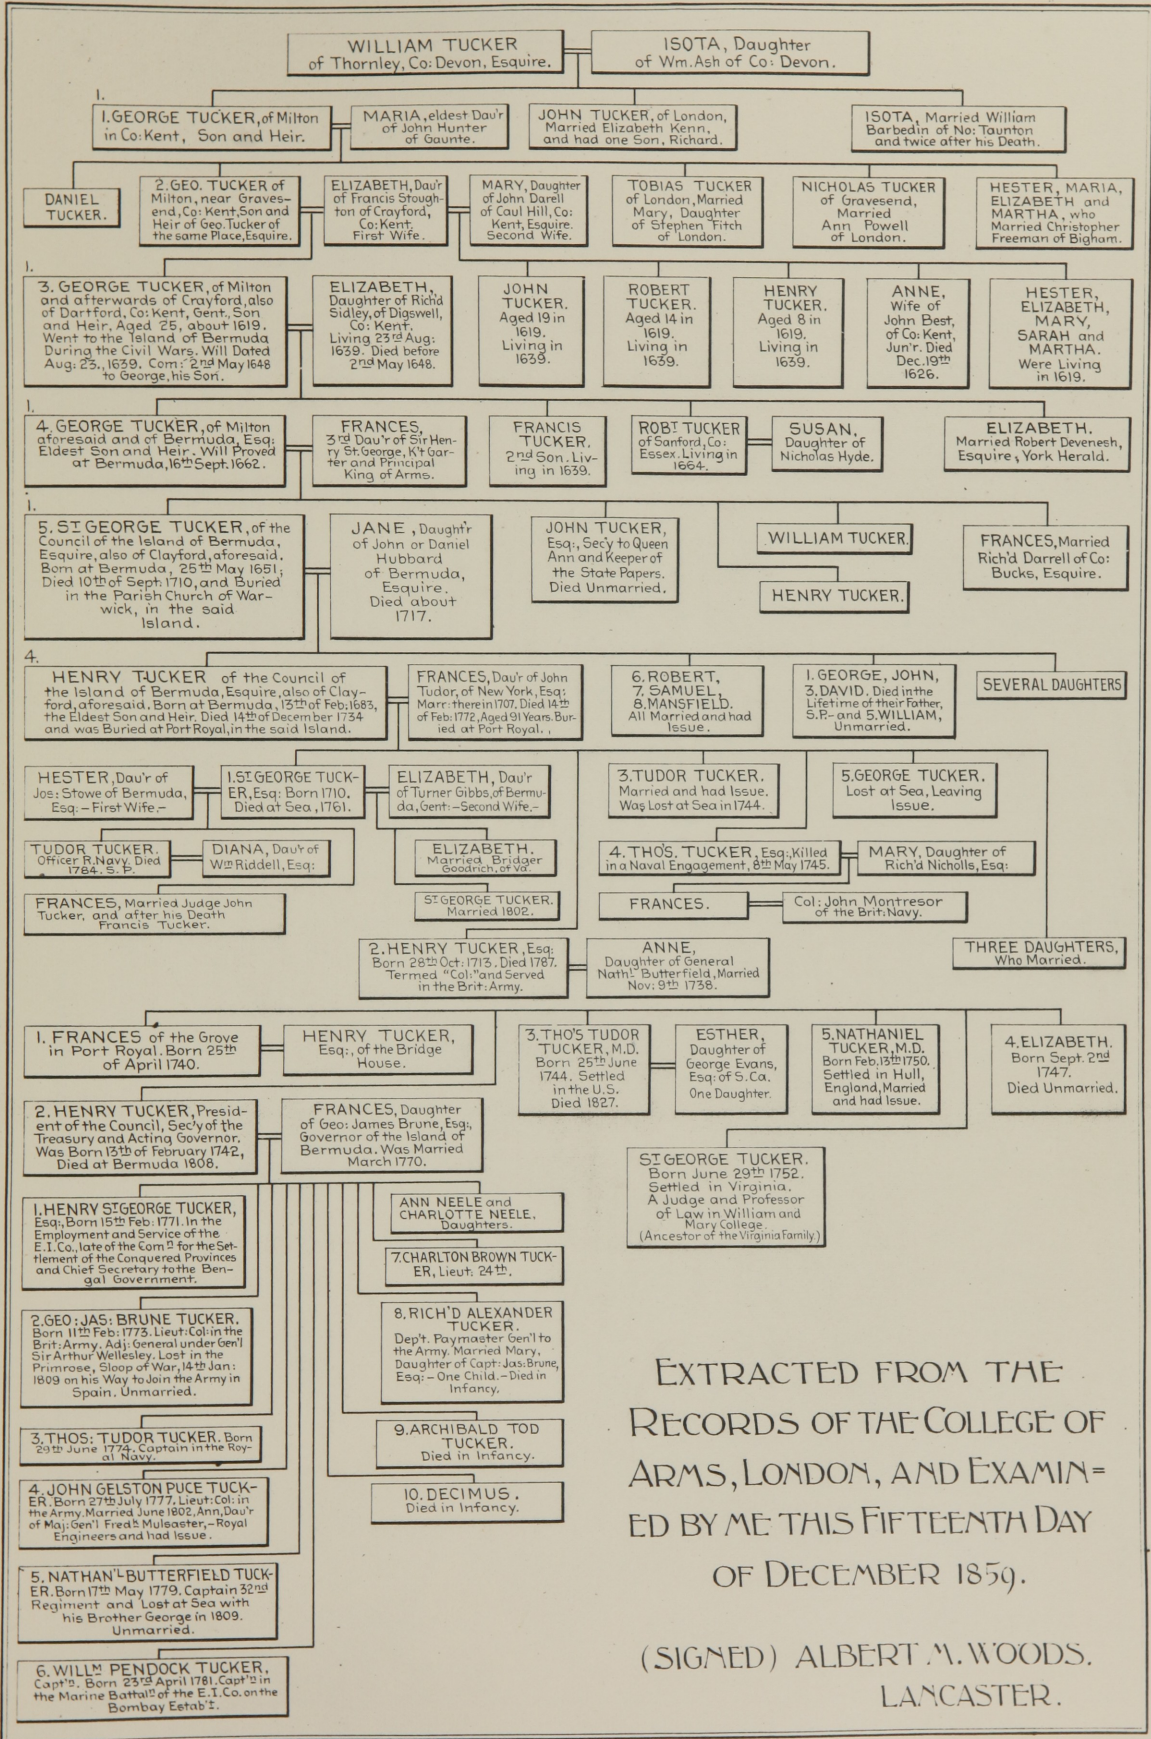 WILLIAM TUCKER
of Thornley, Co: Devon, Esquire.
ISOTA, Daughter
of Wm. Ash of Co: Devon.
1.
1. GEORGE TUCKER, of Milton
in Co: Kent, Son and Heir.
MARIA, eldest Dau'r
of John Hunter
of Gaunte.
JOHN TUCKER, of London,
Married Elizabeth Kenn,
and had one Son, Richard.
ISOTA, Married William
Barbedin of No: Taunton
and twice after his Death.
DANIEL
TUCKER.
2. GEO. TUCKER of
Milton, near Graves-
end, Co: Kent, Son and
Heir of Geo. Tucker of
the same Place, Esquire.
ELIZABETH, Dau'r
of Francis Stough-
ton of Crayford,
Co: Kent.
First Wife.
MARY, Daughter
of John Darell
of Caul Hill, Co:
Kent, Esquire.
Second Wife.
TOBIAS TUCKER
of London, Married
Mary, Daughter
of Stephen Fitch
of London.
NICHOLAS TUCKER
of Gravesend,
Married
Ann Powell
of London.
HESTER, MARIA,
ELIZABETH and
MARTHA, who
Married Christopher
Freeman of Bigham.
1.
3. GEORGE TUCKER, of Milton
and afterwards of Crayford, also
of Dartford, Co: Kent, Gent., Son
and Heir. Aged 25, about 1619.
Went to the Island of Bermuda
During the Civil Wars. Will Dated
Aug: 23., 1639. Com: 2nd May 1648
to George, his Son.
ELIZABETH,
Daughter of Rich'd
Sidley, of Digswell,
Co: Kent.
Living 23rd Aug:
1639. Died before
2nd May 1648.
JOHN
TUCKER.
Aged 19 in
1619.
Living in
1639.
ROBERT
TUCKER.
Aged 14 in
1619.
Living in
1639.
HENRY
TUCKER.
Aged 8 in
1619.
Living in
1639.
ANNE,
Wife of
John Best,
of Co: Kent,
Jun'r. Died
Dec. 19th
1626.
HESTER,
ELIZABETH,
MARY,
SARAH and
MARTHA.
Were Living
in 1619.
1.
4. GEORGE TUCKER, of Milton
aforesaid and of Bermuda, Esq:
Eldest Son and Heir. Will Proved
at Bermuda, 16th Sept. 1662.
FRANCES,
3rd Dau'r of Sir Hen-
ry St. George, K't Gar-
ter and Principal
King of Arms.
FRANCIS
TUCKER.
2nd Son. Liv-
ing in 1639.
ROBT TUCKER
of Sanford, Co:
Essex. Living in
1664.
SUSAN,
Daughter of
Nicholas Hyde.
ELIZABETH.
Married Robert Devenesh,
Esquire, York Herald.
1.
5. ST GEORGE TUCKER, of the
Council of the Island of Bermuda,
Esquire, also of Clayford, aforesaid.
Born at Bermuda, 25th May 1651;
Died 10th of Sept: 1710, and Buried
in the Parish Church of War-
wick, in the said
Island.
JANE, Daught'r
of John or Daniel
Hubbard
of Bermuda,
Esquire.
Died about
1717.
JOHN TUCKER,
Esq:, Sec'y to Queen
Ann and Keeper of
the State Papers.
Died Unmarried.
WILLIAM TUCKER.
HENRY TUCKER.
FRANCES, Married
Rich'd Darrell of Co:
Bucks, Esquire.
4.
HENRY TUCKER of the Council of
the Island of Bermuda, Esquire, also of Clay-
ford, aforesaid. Born at Bermuda, 13th of Feb: 1683,
the Eldest Son and Heir. Died 14th of December 1734
and was Buried at Port Royal, in the said Island.
FRANCES, Dau'r of John
Tudor, of New York, Esq:
Marr: there in 1707. Died 14th
of Feb: 1772, Aged 91 Years. Bur-
ied at Port Royal.
6. ROBERT,
7. SAMUEL,
8. MANSFIELD.
All Married and had
Issue.
1. GEORGE, JOHN,
3. DAVID. Died in the
Lifetime of their Father,
S.P.- and 5. WILLIAM,
Unmarried.
SEVERAL DAUGHTERS
HESTER, Dau'r of
Jos: Stowe of Bermuda,
Esq: - First Wife.-
1. ST GEORGE TUCK-
ER, Esq: Born 1710.
Died at Sea, 1761.
ELIZABETH, Dau'r
of Turner Gibbs, of Bermu-
da, Gent: - Second Wife.-
3. TUDOR TUCKER.
Married and had Issue.
Was Lost at Sea in 1744.
5. GEORGE TUCKER.
Lost at Sea, Leaving
Issue.
TUDOR TUCKER.
Officer R. Navy. Died
1784. S. P.
DIANA, Dau'r of
Wm Riddell, Esq:
ELIZABETH.
Married Bridger
Goodrich, of Va.
4. THO'S. TUCKER, Esq:, Killed
in a Naval Engagement, 8th May 1745.
MARY, Daughter of
Rich'd Nicholls, Esq:
FRANCES, Married Judge John
Tucker, and after his Death
Francis Tucker.
ST GEORGE TUCKER.
Married 1802.
FRANCES.
Col: John Montresor
of the Brit: Navy.
2. HENRY TUCKER, Esq:
Born 28th Oct: 1713. Died 1787.
Termed "Col:" and Served
in the Brit: Army.
ANNE,
Daughter of General
Nathl Butterfield, Married
Nov: 9th 1738.
THREE DAUGHTERS,
Who Married.
1. FRANCES of the Grove
in Port Royal. Born 25th
of April 1740.
HENRY TUCKER,
Esq:, of the Bridge
House.
3. THO'S TUDOR
TUCKER, M.D.
Born 25th June
1744. Settled
in the U.S.
Died 1827.
ESTHER,
Daughter of
George Evans,
Esq: of S. Ca.
One Daughter.
5. NATHANIEL
TUCKER, M.D.
Born Feb. 13th 1750.
Settled in Hull,
England, Married
and had Issue.
4. ELIZABETH.
Born Sept. 2nd
1747.
Died Unmarried.
2. HENRY TUCKER, Presid-
ent of the Council, Sec'y of the
Treasury and Acting Governor.
Was Born 13th of February 1742,
Died at Bermuda 1808.
FRANCES, Daughter
of Geo: James Brune, Esq:,
Governor of the Island of
Bermuda. Was Married
March 1770.
ST GEORGE TUCKER.
Born June 29th 1752.
Settled in Virginia.
A Judge and Professor
of Law in William and
Mary College.
(Ancestor of the Virginia Family.)
1. HENRY ST GEORGE TUCKER,
Esq:, Born 15th Feb: 1771. In the
Employment and Service of the
E.I.Co., late of the Comn for the Set-
tlement of the Conquered Provinces
and Chief Secretary to the Ben-
gal Government.
ANN NEELE and
CHARLOTTE NEELE.
Daughters.
7. CHARLTON BROWN TUCK-
ER, Lieut: 24th.
2. GEO: JAS: BRUNE TUCKER.
Born 11th Feb: 1773. Lieut: Col: in the
Brit: Army. Adj: General under Gen'l
Sir Arthur Wellesley. Lost in the
Primrose, Sloop of War, 14th Jan:
1809 on his Way to Join the Army in
Spain. Unmarried.
8. RICH'D ALEXANDER
TUCKER.
Dep't. Paymaster Gen'l to
the Army. Married Mary,
Daughter of Capt: Jas: Brune,
Esq: - One Child. - Died in
Infancy.
3. THOS: TUDOR TUCKER. Born
29th June 1774. Captain in the Roy-
al Navy.
9. ARCHIBALD TOD
TUCKER.
Died in Infancy.
4. JOHN GELSTON PUCE TUCK-
ER. Born 27th July 1777. Lieut: Col: in
the Army. Married June 1802, Ann, Dau'r
of Maj: Gen'l Fredk Mulsaster, - Royal
Engineers and had Issue.
10. DECIMUS.
Died in Infancy.
5. NATHAN'L BUTTERFIELD TUCK-
ER. Born 17th May 1779. Captain 32nd
Regiment and Lost at Sea with
his Brother George in 1809.
Unmarried.
6. WILLM PENDOCK TUCKER,
Capt'n. Born 23rd April 1781. Capt'n in
the Marine Battaln of the E.I.Co. on the
Bombay Estab't.
EXTRACTED FROM THE
RECORDS OF THE COLLEGE OF
ARMS, LONDON, AND EXAMIN=
ED BY ME THIS FIFTEENTH DAY
OF DECEMBER 1859.
(SIGNED) ALBERT M. WOODS.
LANCASTER.